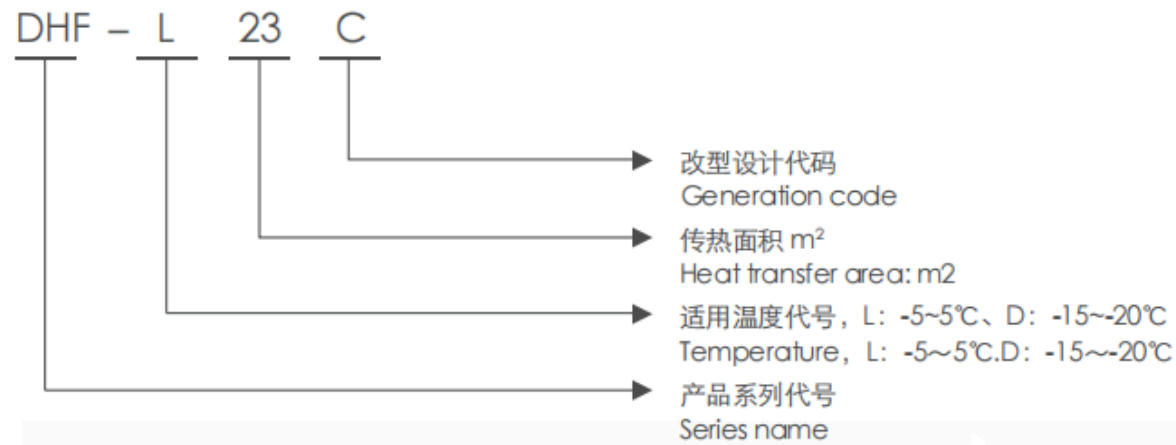 DHF – L 23 C
改型设计代码
Generation code
传热面积 m²
Heat transfer area: m2
适用温度代号，L：-5~5℃、D：-15~-20℃
Temperature，L：-5～5℃.D：-15～-20℃
产品系列代号
Series name